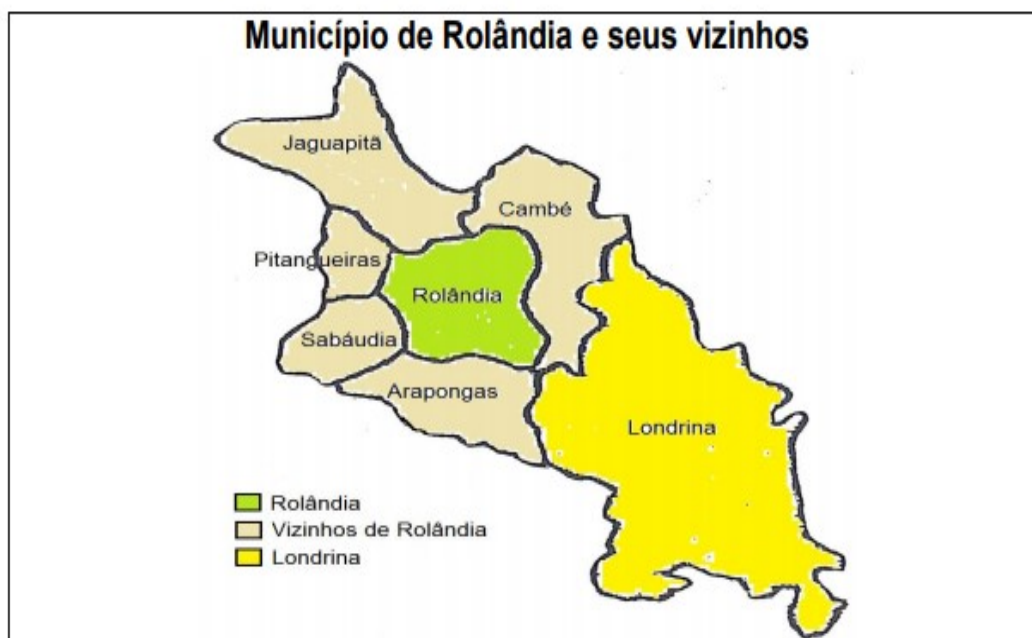 Município de Rolândia e seus vizinhos
Jaguapitã
Cambé
Pitangueiras
Rolândia
Sabáudia
Arapongas
Londrina
Rolândia
Vizinhos de Rolândia
Londrina